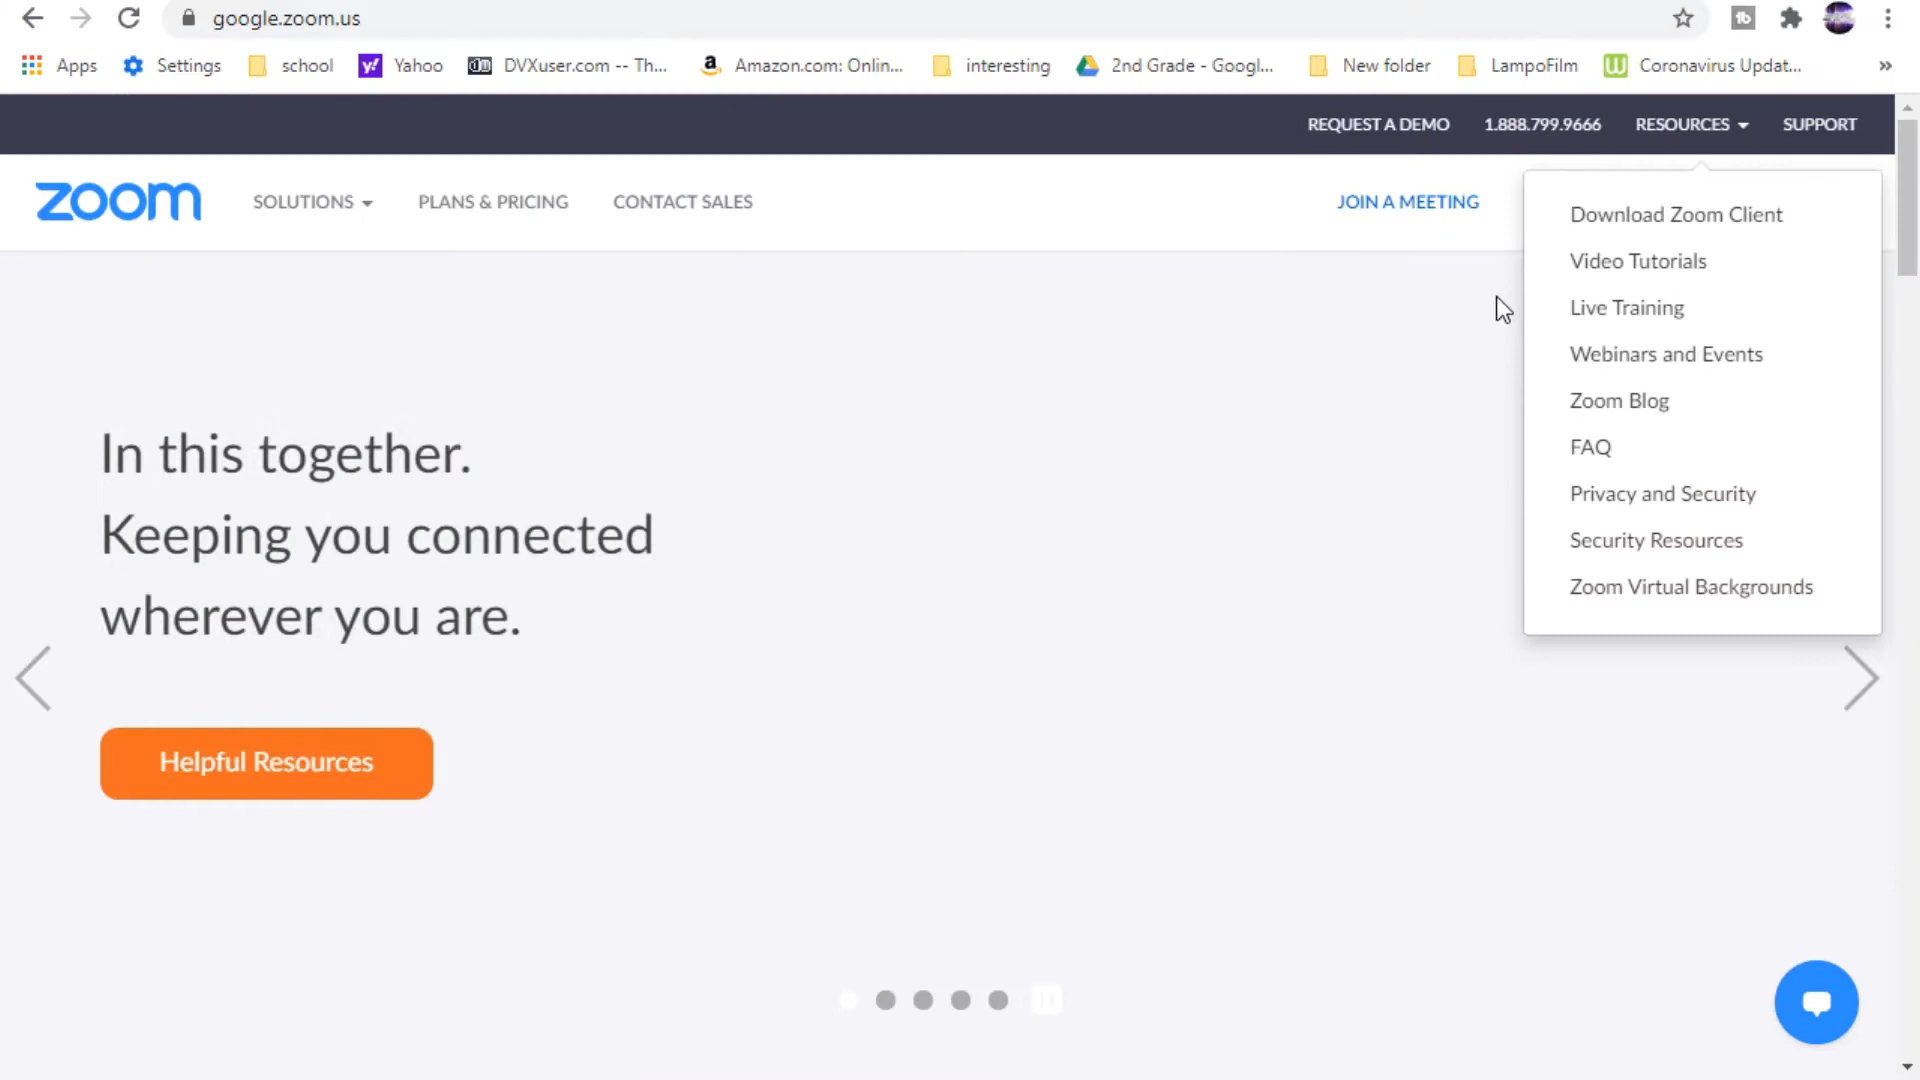 google.zoom.us
Apps Settings school Yahoo DVXuser.com -- Th... Amazon.com: Onlin... interesting 2nd Grade - Googl... New folder LampoFilm Coronavirus Updat... »
REQUEST A DEMO 1.888.799.9666 RESOURCES SUPPORT
zoom SOLUTIONS PLANS & PRICING CONTACT SALES JOIN A MEETING
Download Zoom Client
Video Tutorials
Live Training
Webinars and Events
Zoom Blog
FAQ
Privacy and Security
Security Resources
Zoom Virtual Backgrounds
In this together.
Keeping you connected
wherever you are.
Helpful Resources